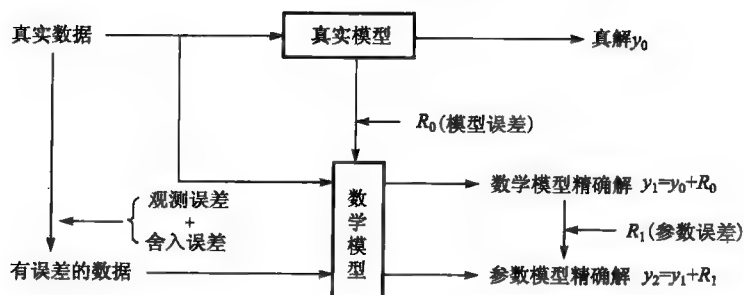 真实数据
真实模型
真解y₀
R₀(模型误差)
数学模型
数学模型精确解 y₁=y₀+R₀
观测误差
+
舍入误差
R₁(参数误差)
有误差的数据
参数模型精确解 y₂=y₁+R₁